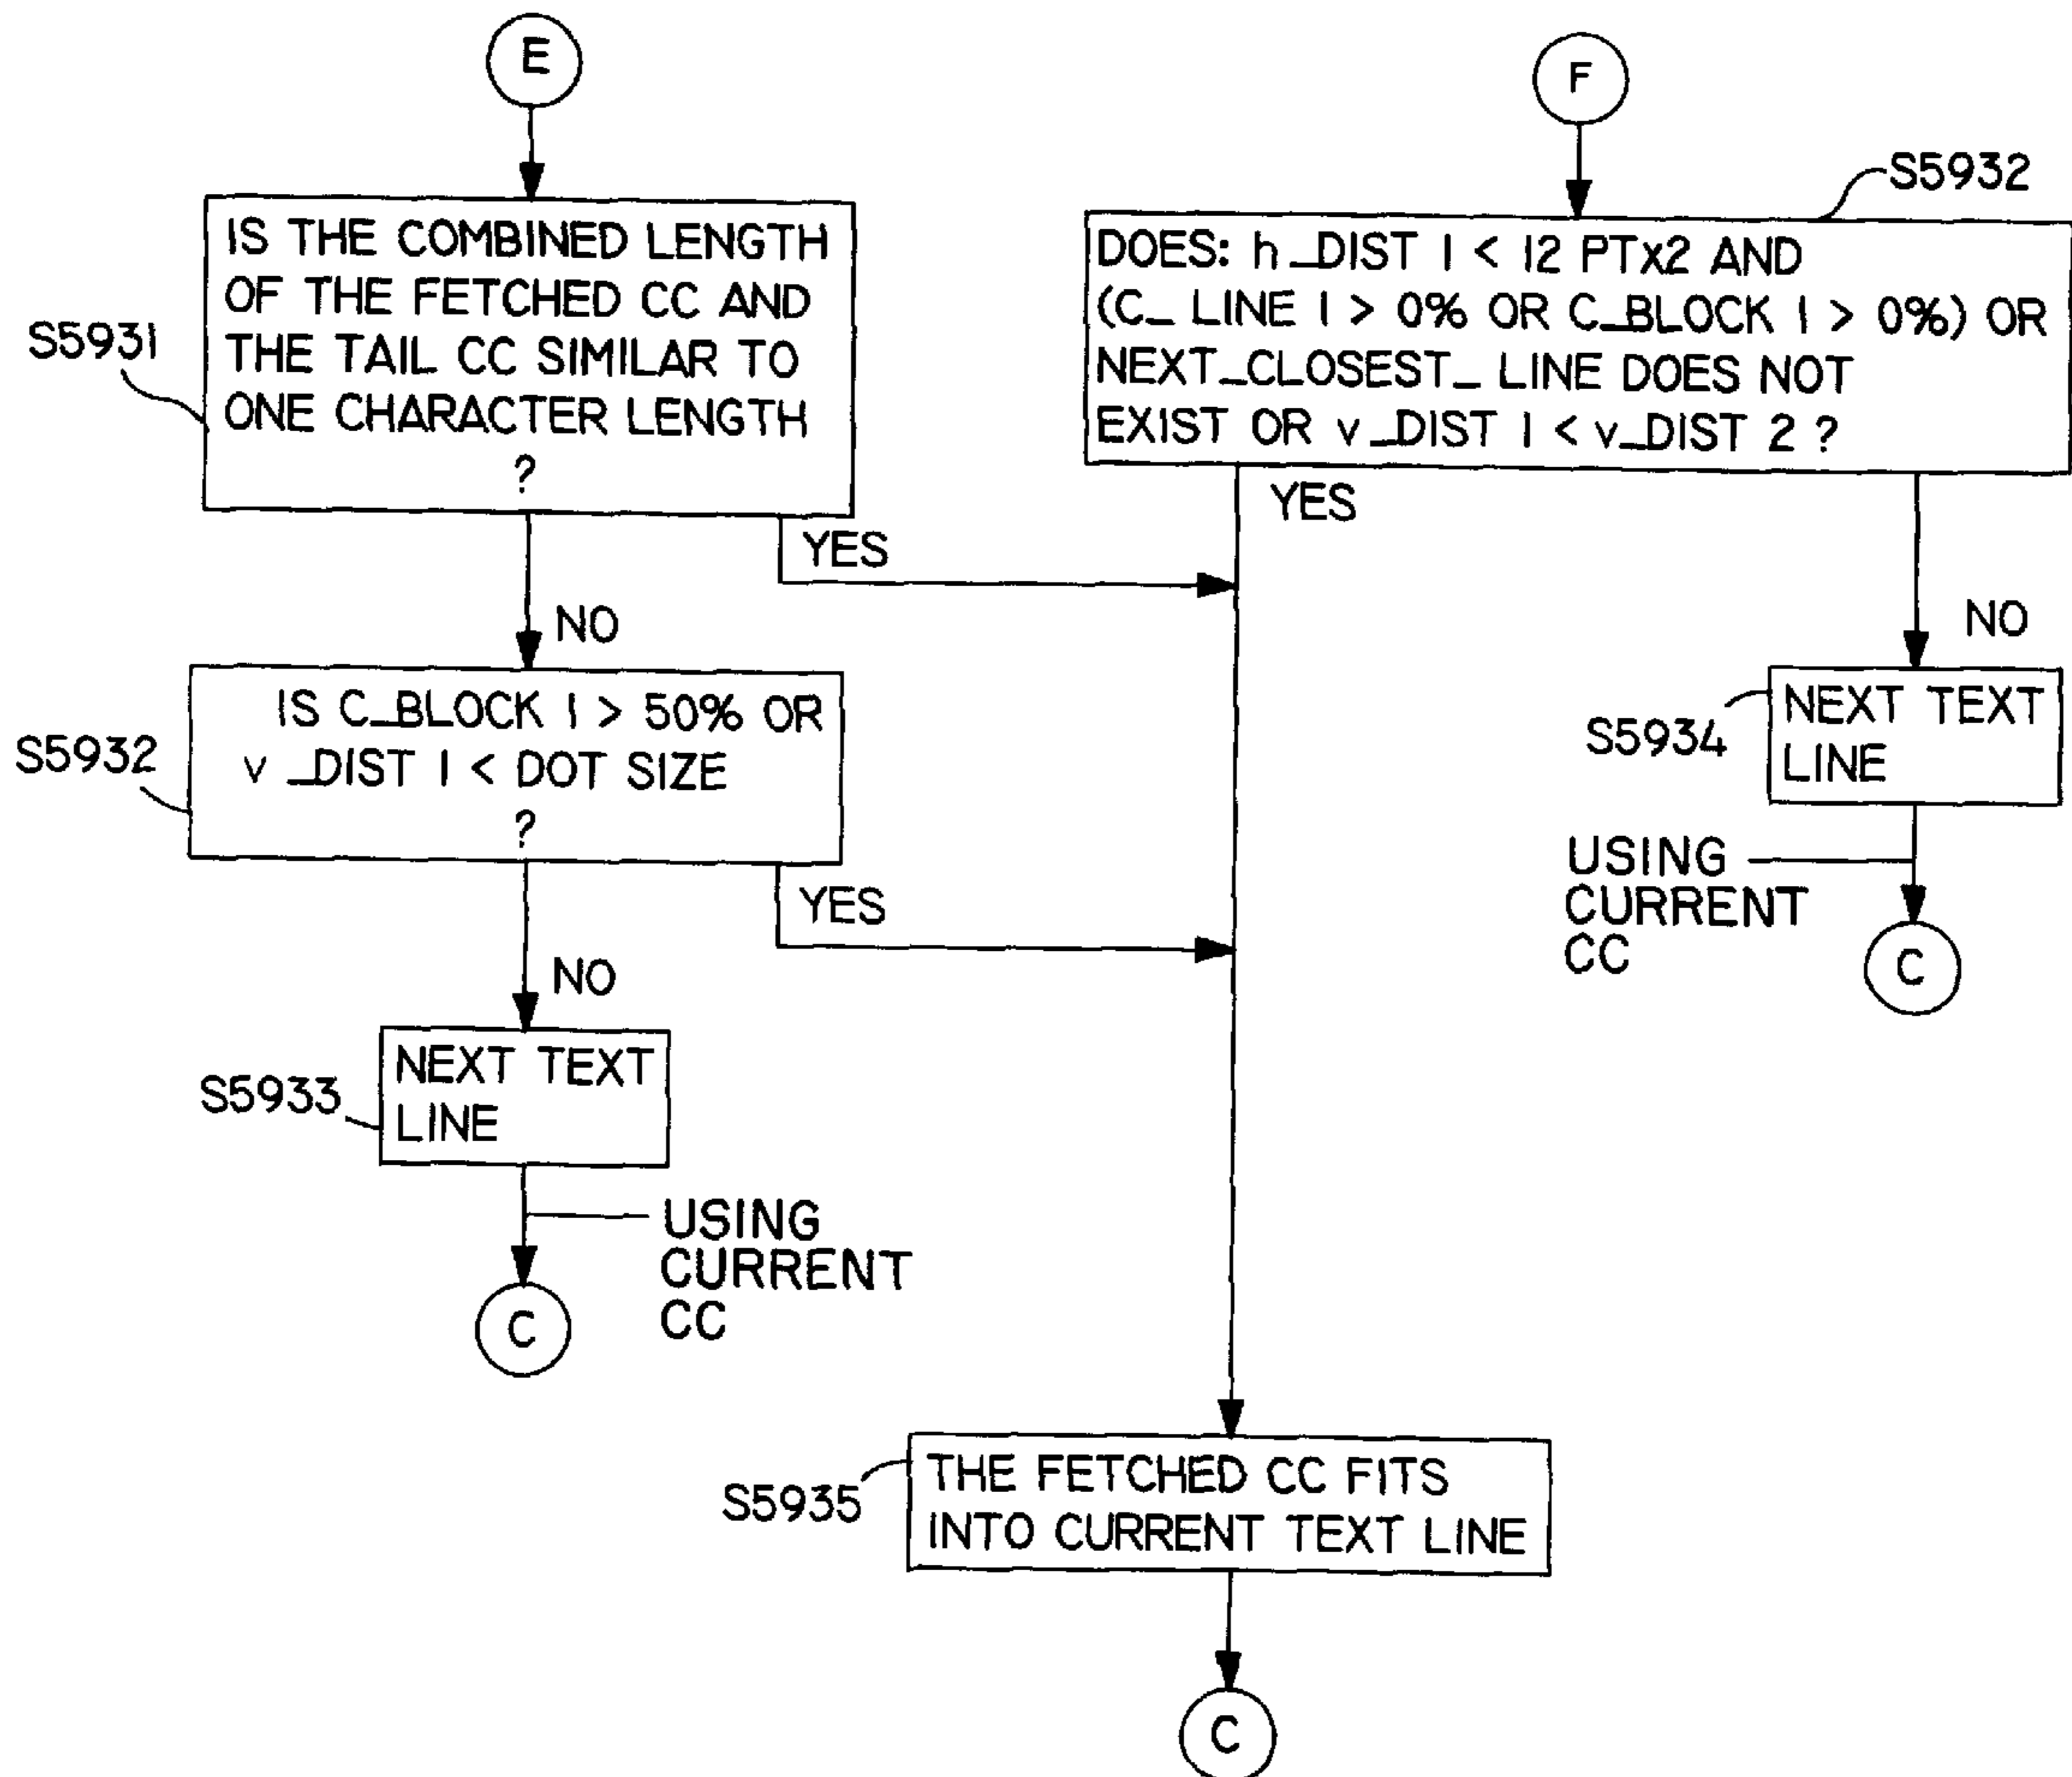 E
S5931
IS THE COMBINED LENGTH
OF THE FETCHED CC AND
THE TAIL CC SIMILAR TO
ONE CHARACTER LENGTH
?
YES
NO
S5932
IS C_BLOCK 1 > 50% OR
v_DIST 1 < DOT SIZE
?
YES
NO
S5933
NEXT TEXT
LINE
USING
CURRENT
CC
C
F
S5932
DOES: h_DIST 1 < 12 PTx2 AND
(C_LINE 1 > 0% OR C_BLOCK 1 > 0%) OR
NEXT_CLOSEST_LINE DOES NOT
EXIST OR v_DIST 1 < v_DIST 2 ?
YES
NO
S5934
NEXT TEXT
LINE
USING
CURRENT
CC
C
S5935
THE FETCHED CC FITS
INTO CURRENT TEXT LINE
C